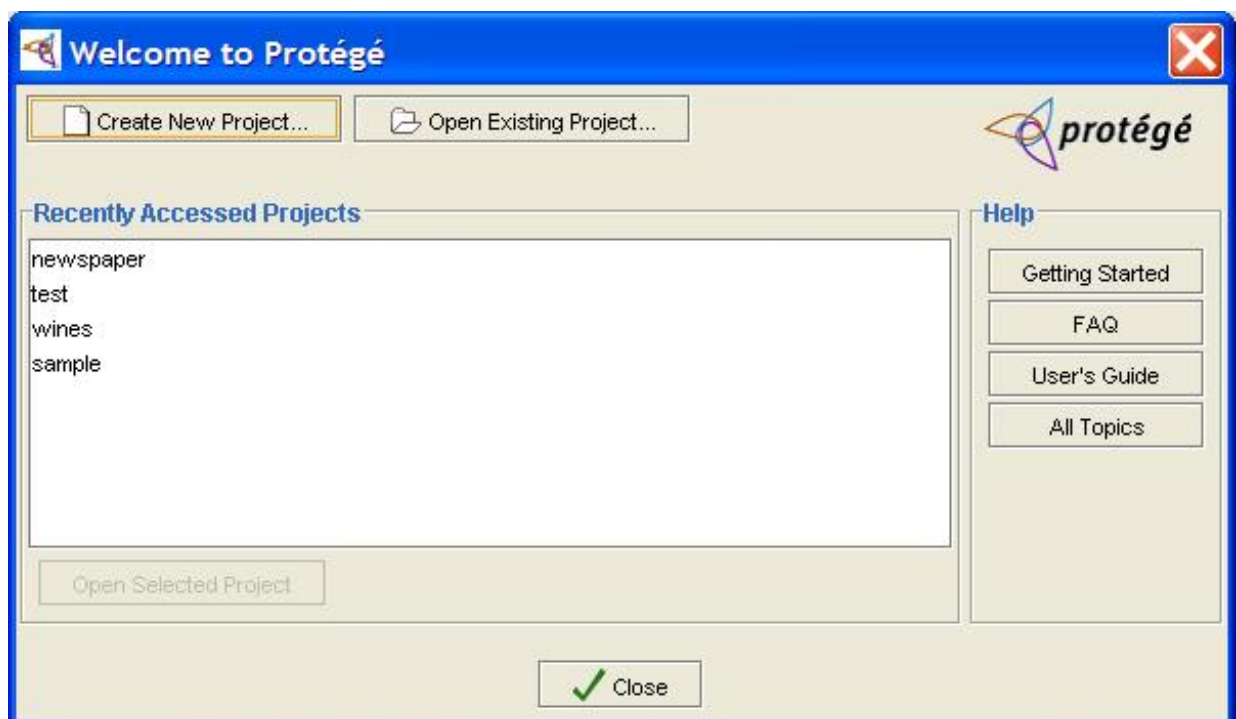 Welcome to Protégé
Create New Project...
Open Existing Project...
protégé
Recently Accessed Projects
newspaper
test
wines
sample
Open Selected Project
Help
Getting Started
FAQ
User's Guide
All Topics
Close